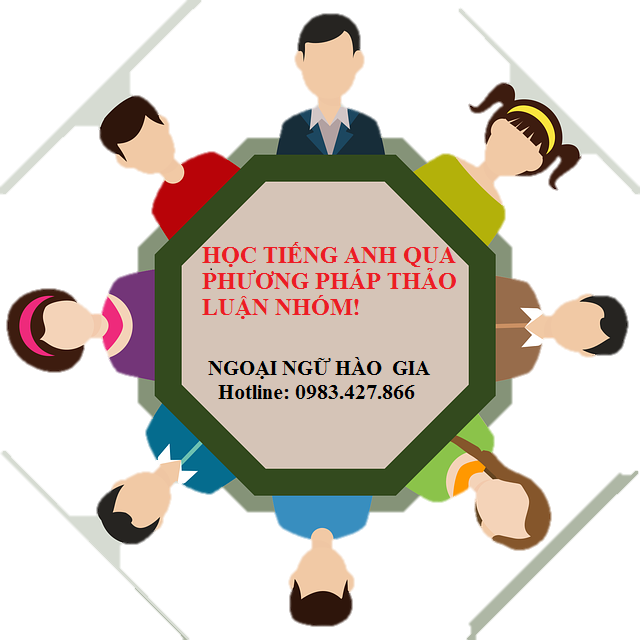 HỌC TIẾNG ANH QUA
PHƯƠNG PHÁP THẢO
LUẬN NHÓM!
NGOẠI NGỮ HÀO GIA
Hotline: 0983.427.866